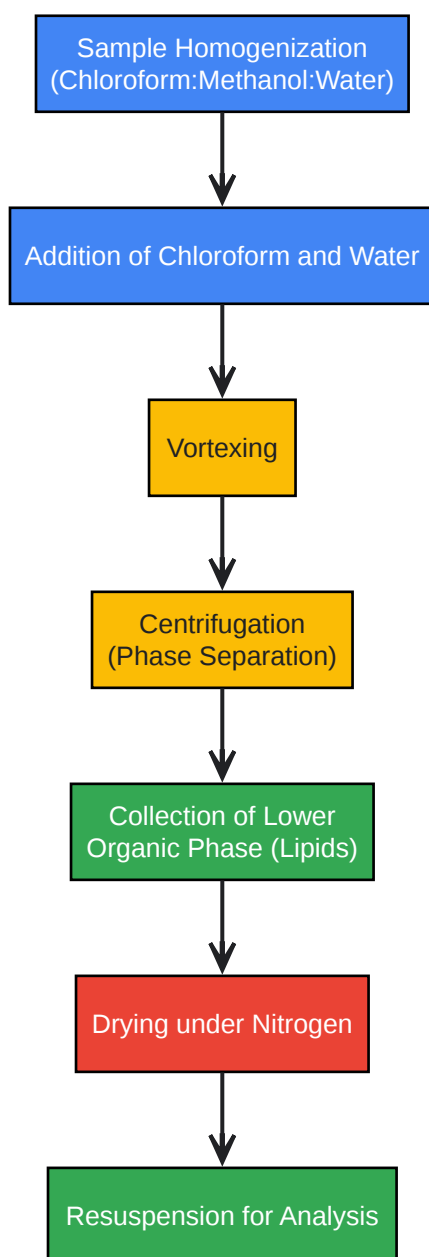 Sample Homogenization
(Chloroform:Methanol:Water)
Addition of Chloroform and Water
Vortexing
Centrifugation
(Phase Separation)
Collection of Lower
Organic Phase (Lipids)
Drying under Nitrogen
Resuspension for Analysis